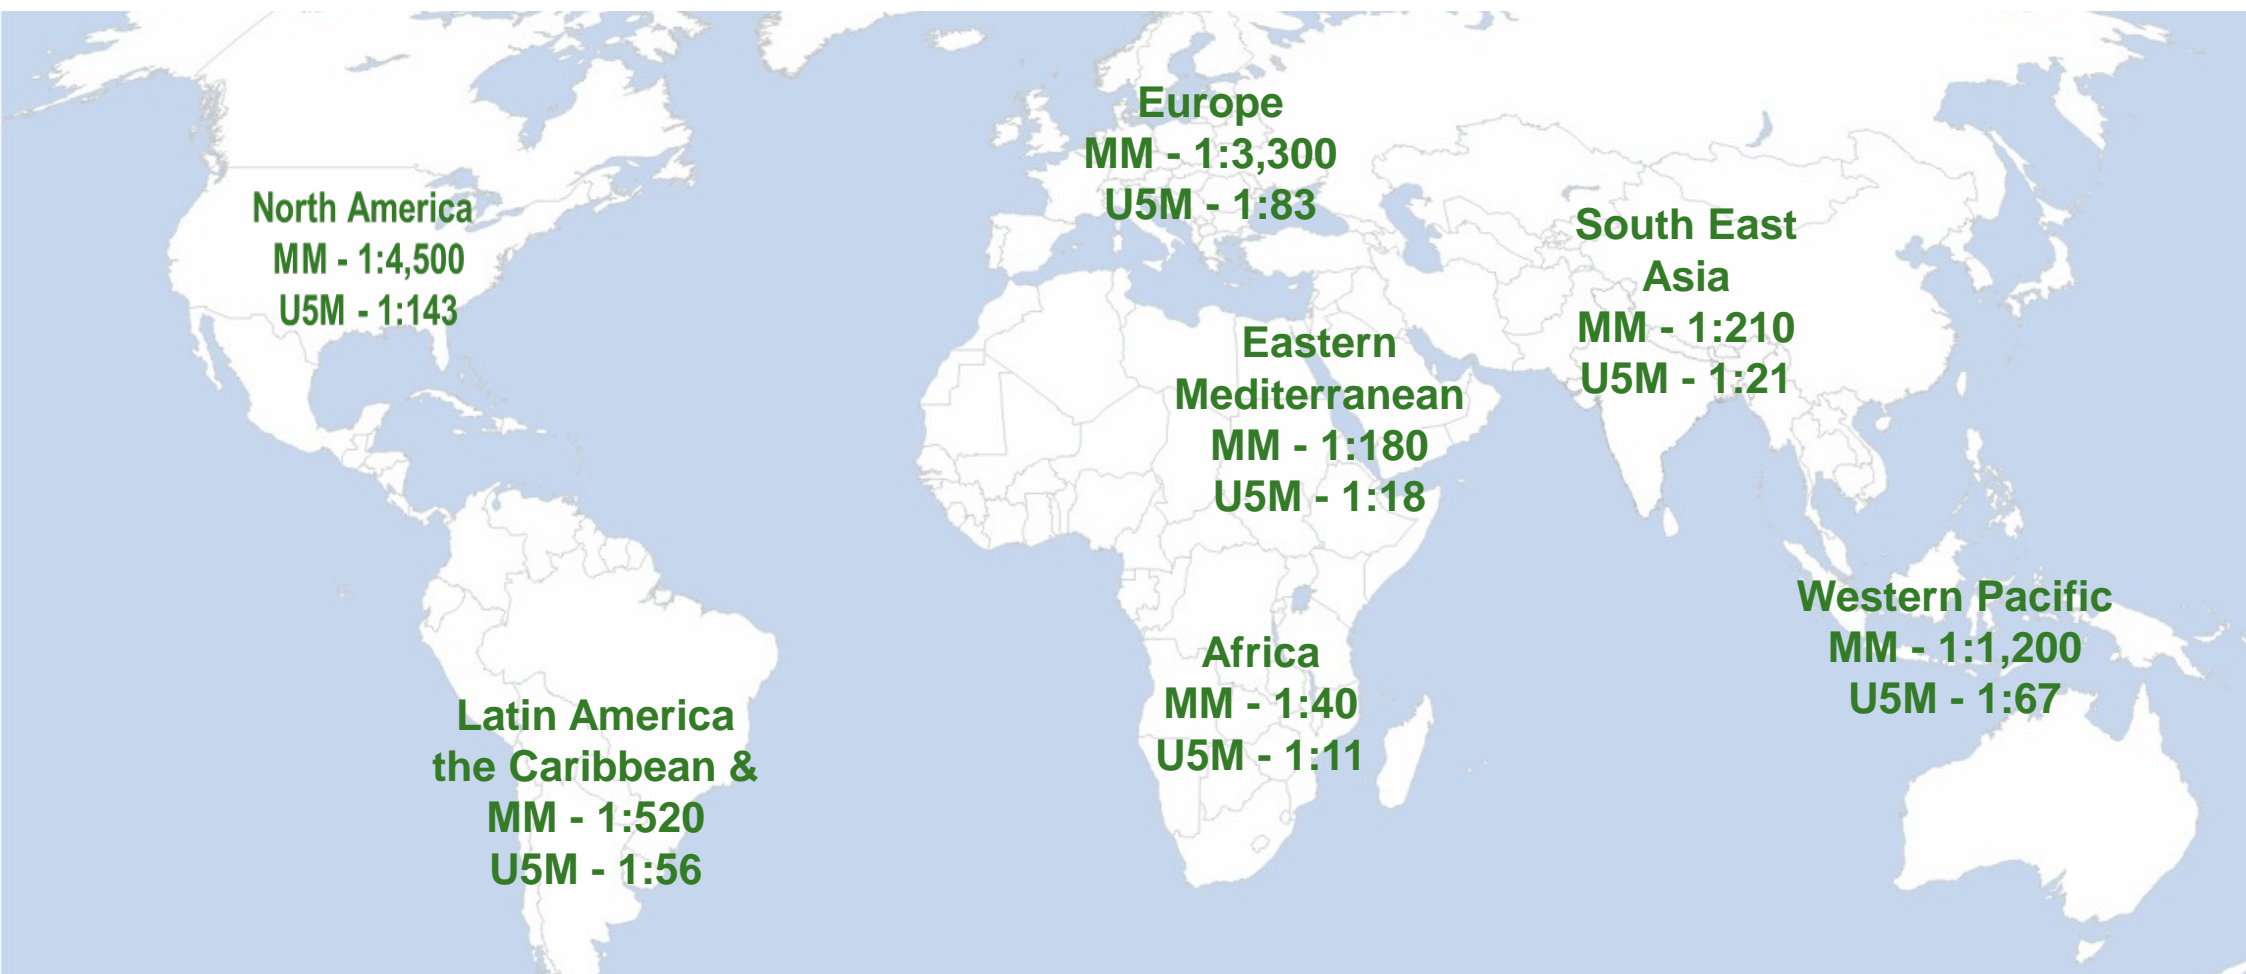 North America
MM - 1:4,500
U5M - 1:143
Europe
MM - 1:3,300
U5M - 1:83
South East
Asia
MM - 1:210
U5M - 1:21
Eastern
Mediterranean
MM - 1:180
U5M - 1:18
Western Pacific
MM - 1:1,200
U5M - 1:67
Africa
MM - 1:40
U5M - 1:11
Latin America
the Caribbean &
MM - 1:520
U5M - 1:56